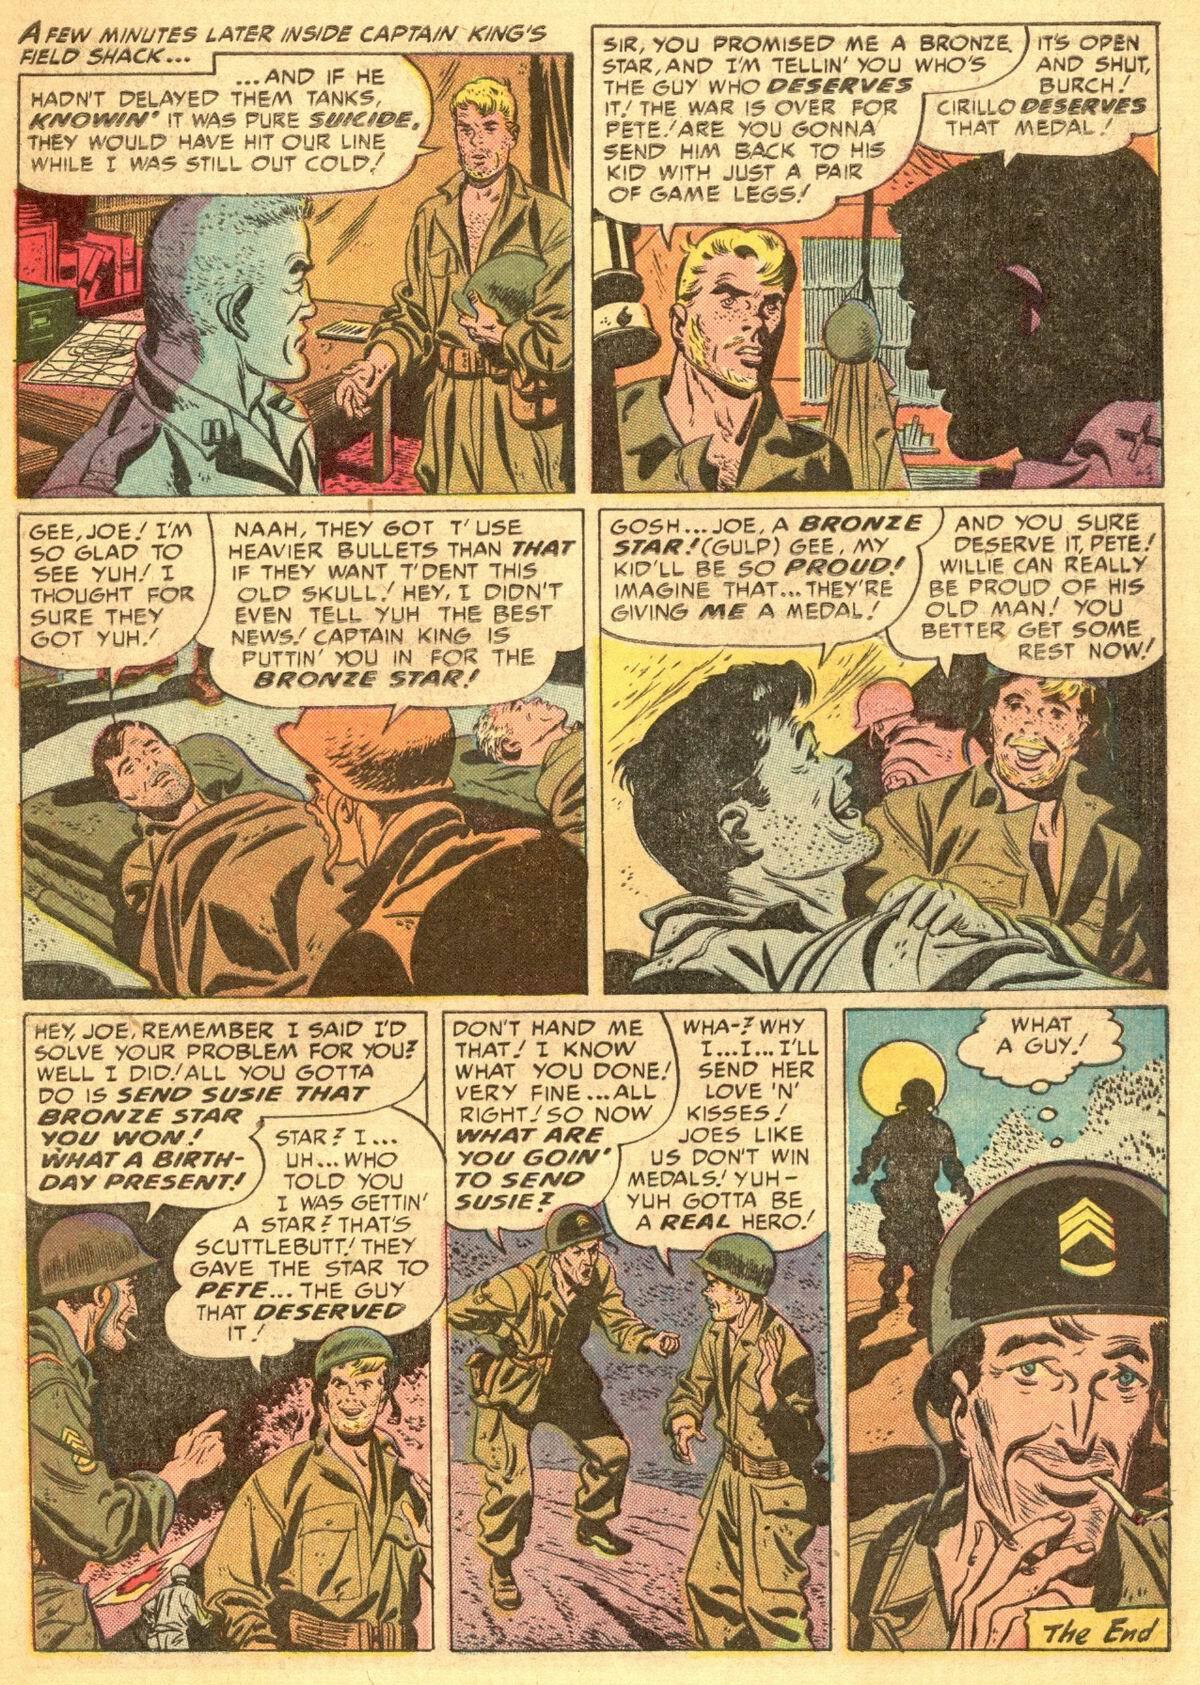 A FEW MINUTES LATER INSIDE CAPTAIN KING'S
FIELD SHACK...
...AND IF HE
HADN'T DELAYED THEM TANKS,
KNOWIN' IT WAS PURE SUICIDE,
THEY WOULD HAVE HIT OUR LINE
WHILE I WAS STILL OUT COLD!
SIR, YOU PROMISED ME A BRONZE
STAR, AND I'M TELLIN' YOU WHO'S
THE GUY WHO DESERVES
IT! THE WAR IS OVER FOR
PETE! ARE YOU GONNA
SEND HIM BACK TO HIS
KID WITH JUST A PAIR
OF GAME LEGS!
IT'S OPEN
AND SHUT,
BURCH!
CIRILLO DESERVES
THAT MEDAL!
GEE, JOE! I'M
SO GLAD TO
SEE YUH! I
THOUGHT FOR
SURE THEY
GOT YUH!
NAAH, THEY GOT T'USE
HEAVIER BULLETS THAN THAT
IF THEY WANT T'DENT THIS
OLD SKULL! HEY, I DIDN'T
EVEN TELL YUH THE BEST
NEWS! CAPTAIN KING IS
PUTTIN' YOU IN FOR THE
BRONZE STAR!
GOSH... JOE, A BRONZE
STAR! (GULP) GEE, MY
KID'LL BE SO PROUD!
IMAGINE THAT... THEY'RE
GIVING ME A MEDAL!
AND YOU SURE
DESERVE IT, PETE!
WILLIE CAN REALLY
BE PROUD OF HIS
OLD MAN! YOU
BETTER GET SOME
REST NOW!
HEY, JOE, REMEMBER I SAID I'D
SOLVE YOUR PROBLEM FOR YOU?
WELL I DID! ALL YOU GOTTA
DO IS SEND SUSIE THAT
BRONZE STAR
YOU WON!
WHAT A BIRTH-
DAY PRESENT!
STAR? I...
UH... WHO
TOLD YOU
I WAS GETTIN'
A STAR? THAT'S
SCUTTLEBUTT! THEY
GAVE THE STAR TO
PETE... THE GUY
THAT DESERVED
IT!
DON'T HAND ME
THAT! I KNOW
WHAT YOU DONE!
VERY FINE... ALL
RIGHT! SO NOW
WHAT ARE
YOU GOIN'
TO SEND
SUSIE?
WHA-? WHY
I...I... I'LL
SEND HER
LOVE 'N'
KISSES!
JOES LIKE
US DON'T WIN
MEDALS! YUH-
YUH GOTTA BE
A REAL HERO!
WHAT
A GUY!
The End